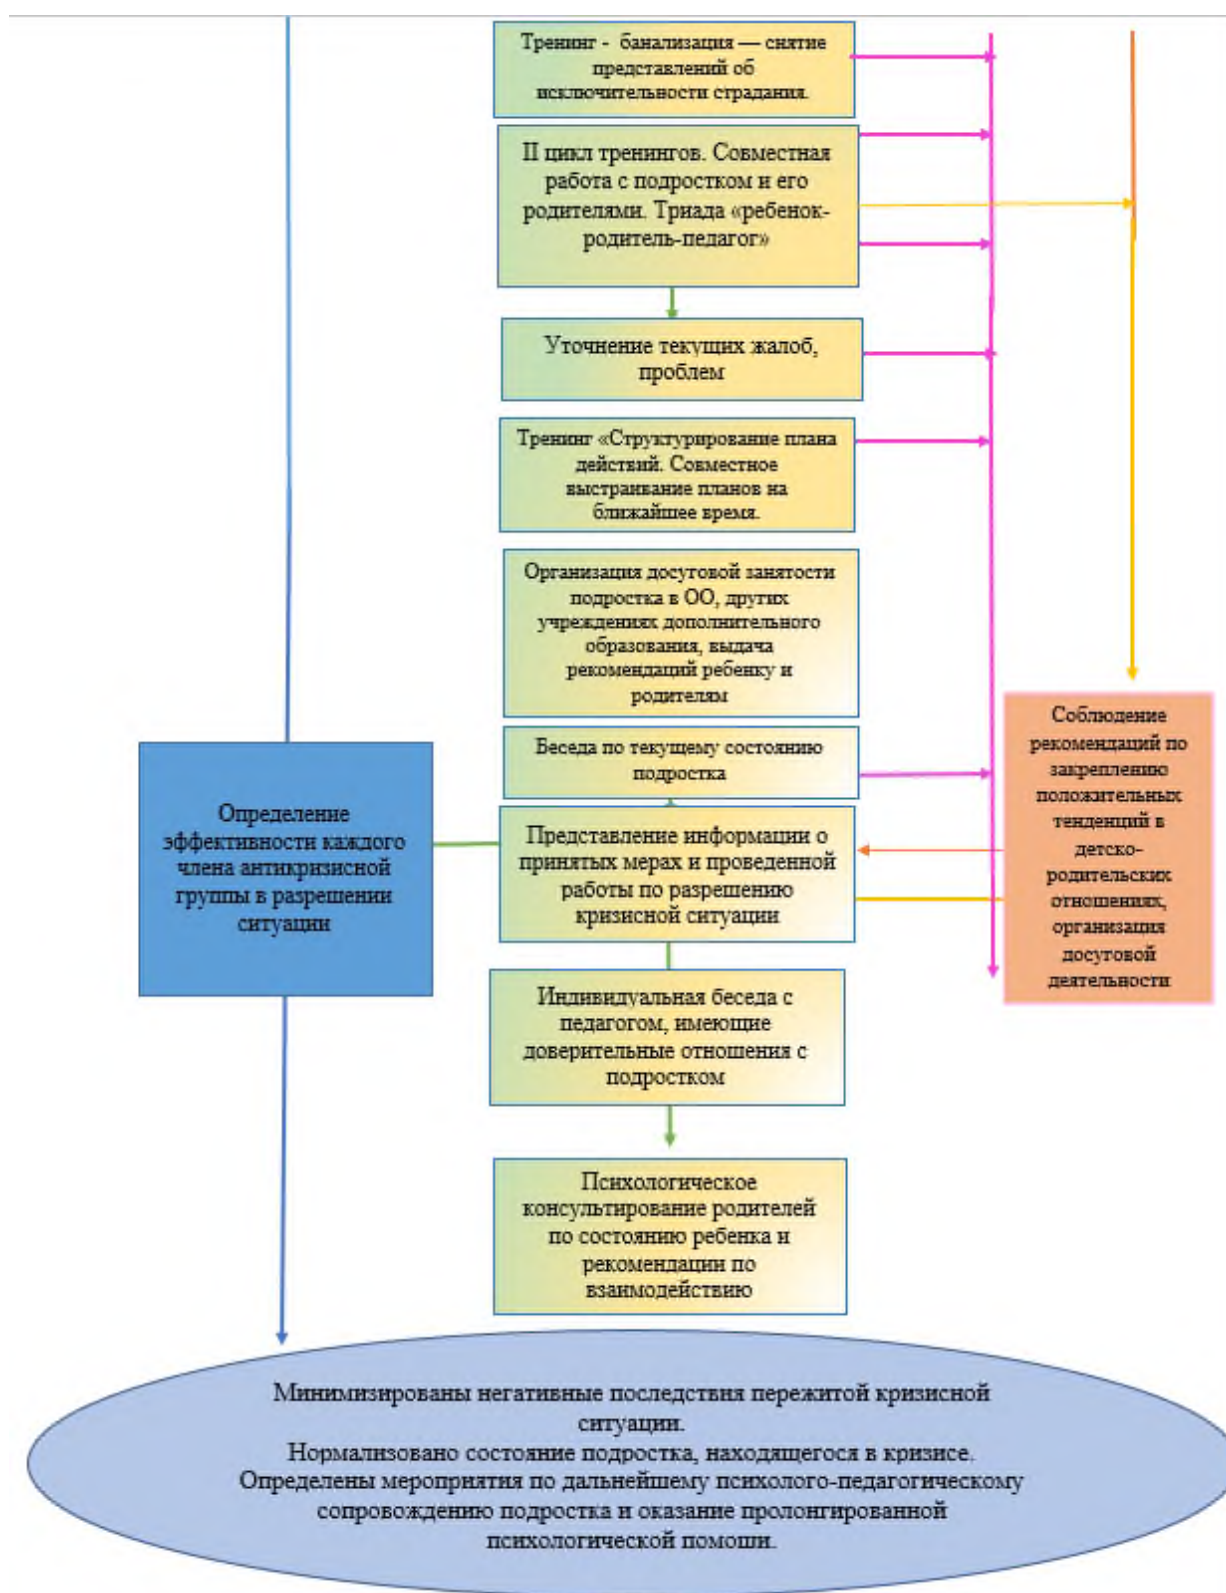 Тренинг - банализация — снятие
представлений об
исключительности страдания.
II цикл тренингов. Совместная
работа с подростком и его
родителями. Триада «ребенок-
родитель-педагог»
Уточнение текущих жалоб,
проблем
Тренинг «Структурирование плана
действий. Совместное
выстраивание планов на
ближайшее время.
Организация досуговой занятости
подростка в ОО, других
учреждениях дополнительного
образования, выдача
рекомендаций ребенку и
родителям
Беседа по текущему состоянию
подростка
Определение
эффективности каждого
члена антикризисной
группы в разрешении
ситуации
Представление информации о
принятых мерах и проведенной
работы по разрешению
кризисной ситуации
Соблюдение
рекомендаций по
закреплению
положительных
тенденций в
детско-
родительских
отношениях,
организация
досуговой
деятельности
Индивидуальная беседа с
педагогом, имеющие
доверительные отношения с
подростком
Психологическое
консультирование родителей
по состоянию ребенка и
рекомендации по
взаимодействию
Минимизированы негативные последствия пережитой кризисной
ситуации.
Нормализовано состояние подростка, находящегося в кризисе.
Определены мероприятия по дальнейшему психолого-педагогическому
сопровождению подростка и оказание пролонгированной
психологической помоши.